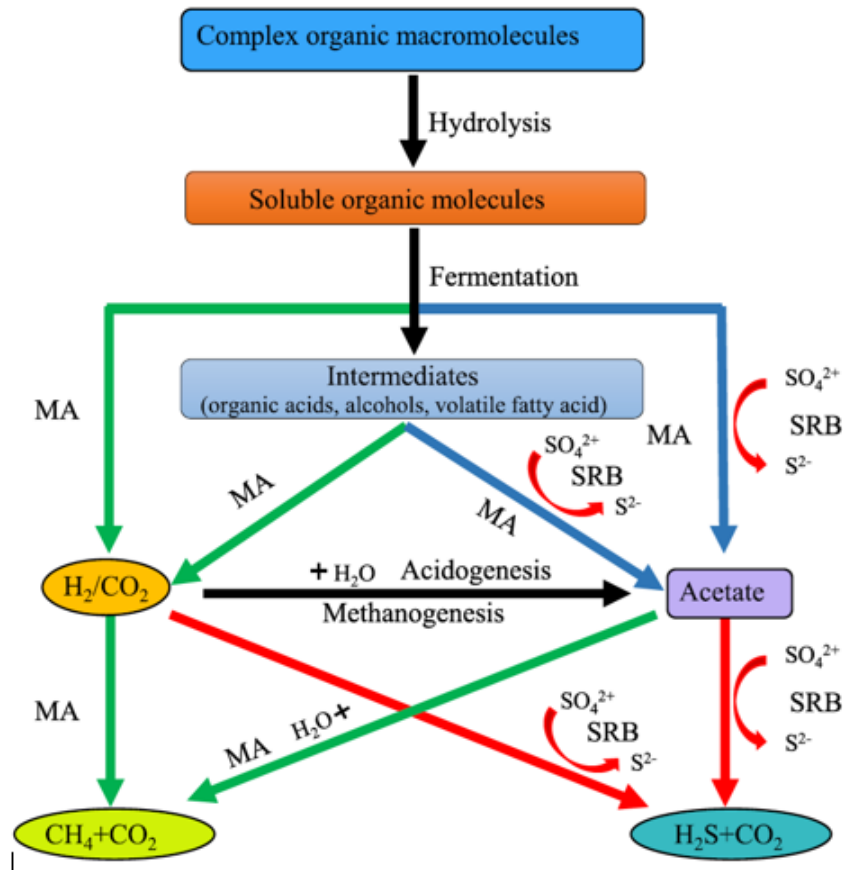 Complex organic macromolecules
Hydrolysis
Soluble organic molecules
Fermentation
Intermediates
(organic acids, alcohols, volatile fatty acid)
MA
SO₄²⁺
SRB
S²⁻
MA
SO₄²⁺
SRB
S²⁻
MA
MA
H₂/CO₂
+ H₂O Acidogenesis
Methanogenesis
Acetate
MA
MA H₂O+
SO₄²⁺
SRB
S²⁻
SO₄²⁺
SRB
S²⁻
CH₄+CO₂
H₂S+CO₂